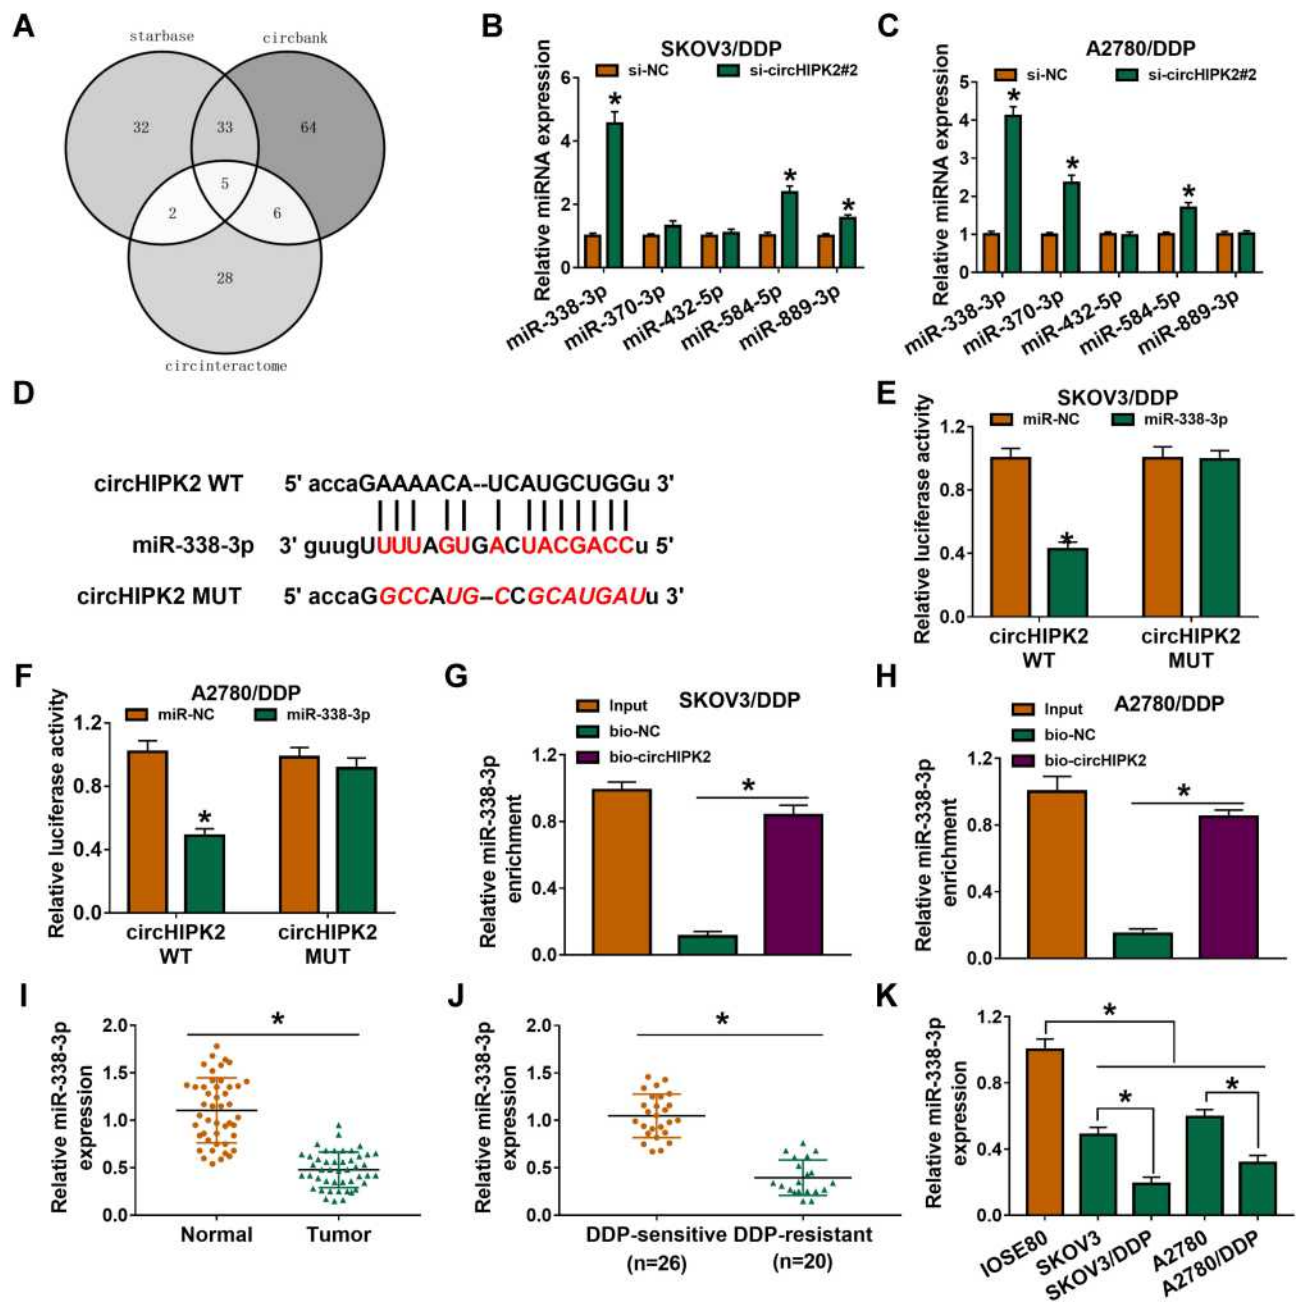 A
starbase
circbank
32
33
64
5
2
6
28
circinteractome
B
SKOV3/DDP
si-NC
si-circHIPK2#2
Relative miRNA expression
6
4
2
0
*
*
*
miR-338-3p
miR-370-3p
miR-432-5p
miR-584-5p
miR-889-3p
C
A2780/DDP
si-NC
si-circHIPK2#2
Relative miRNA expression
5
4
3
2
1
0
*
*
*
miR-338-3p
miR-370-3p
miR-432-5p
miR-584-5p
miR-889-3p
D
circHIPK2 WT 5' accaGAAAACA--UCAUGCUGGu 3'
miR-338-3p 3' guugUUUUAGUGACUACGACCu 5'
circHIPK2 MUT 5' accaGGCCAUG--CCGCAUGAUu 3'
E
SKOV3/DDP
miR-NC
miR-338-3p
Relative luciferase activity
1.2
0.8
0.4
0.0
*
circHIPK2
WT
circHIPK2
MUT
F
A2780/DDP
miR-NC
miR-338-3p
Relative luciferase activity
1.2
0.8
0.4
0.0
*
circHIPK2
WT
circHIPK2
MUT
G
SKOV3/DDP
Input
bio-NC
bio-circHIPK2
Relative miR-338-3p
enrichment
1.2
0.8
0.4
0.0
*
H
A2780/DDP
Input
bio-NC
bio-circHIPK2
Relative miR-338-3p
enrichment
1.2
0.8
0.4
0.0
*
I
Relative miR-338-3p
expression
2.0
1.5
1.0
0.5
0.0
*
Normal
Tumor
J
Relative miR-338-3p
expression
2.0
1.5
1.0
0.5
0.0
*
DDP-sensitive
(n=26)
DDP-resistant
(n=20)
K
Relative miR-338-3p
expression
1.2
0.8
0.4
0.0
*
*
*
IOSE80
SKOV3
SKOV3/DDP
A2780
A2780/DDP